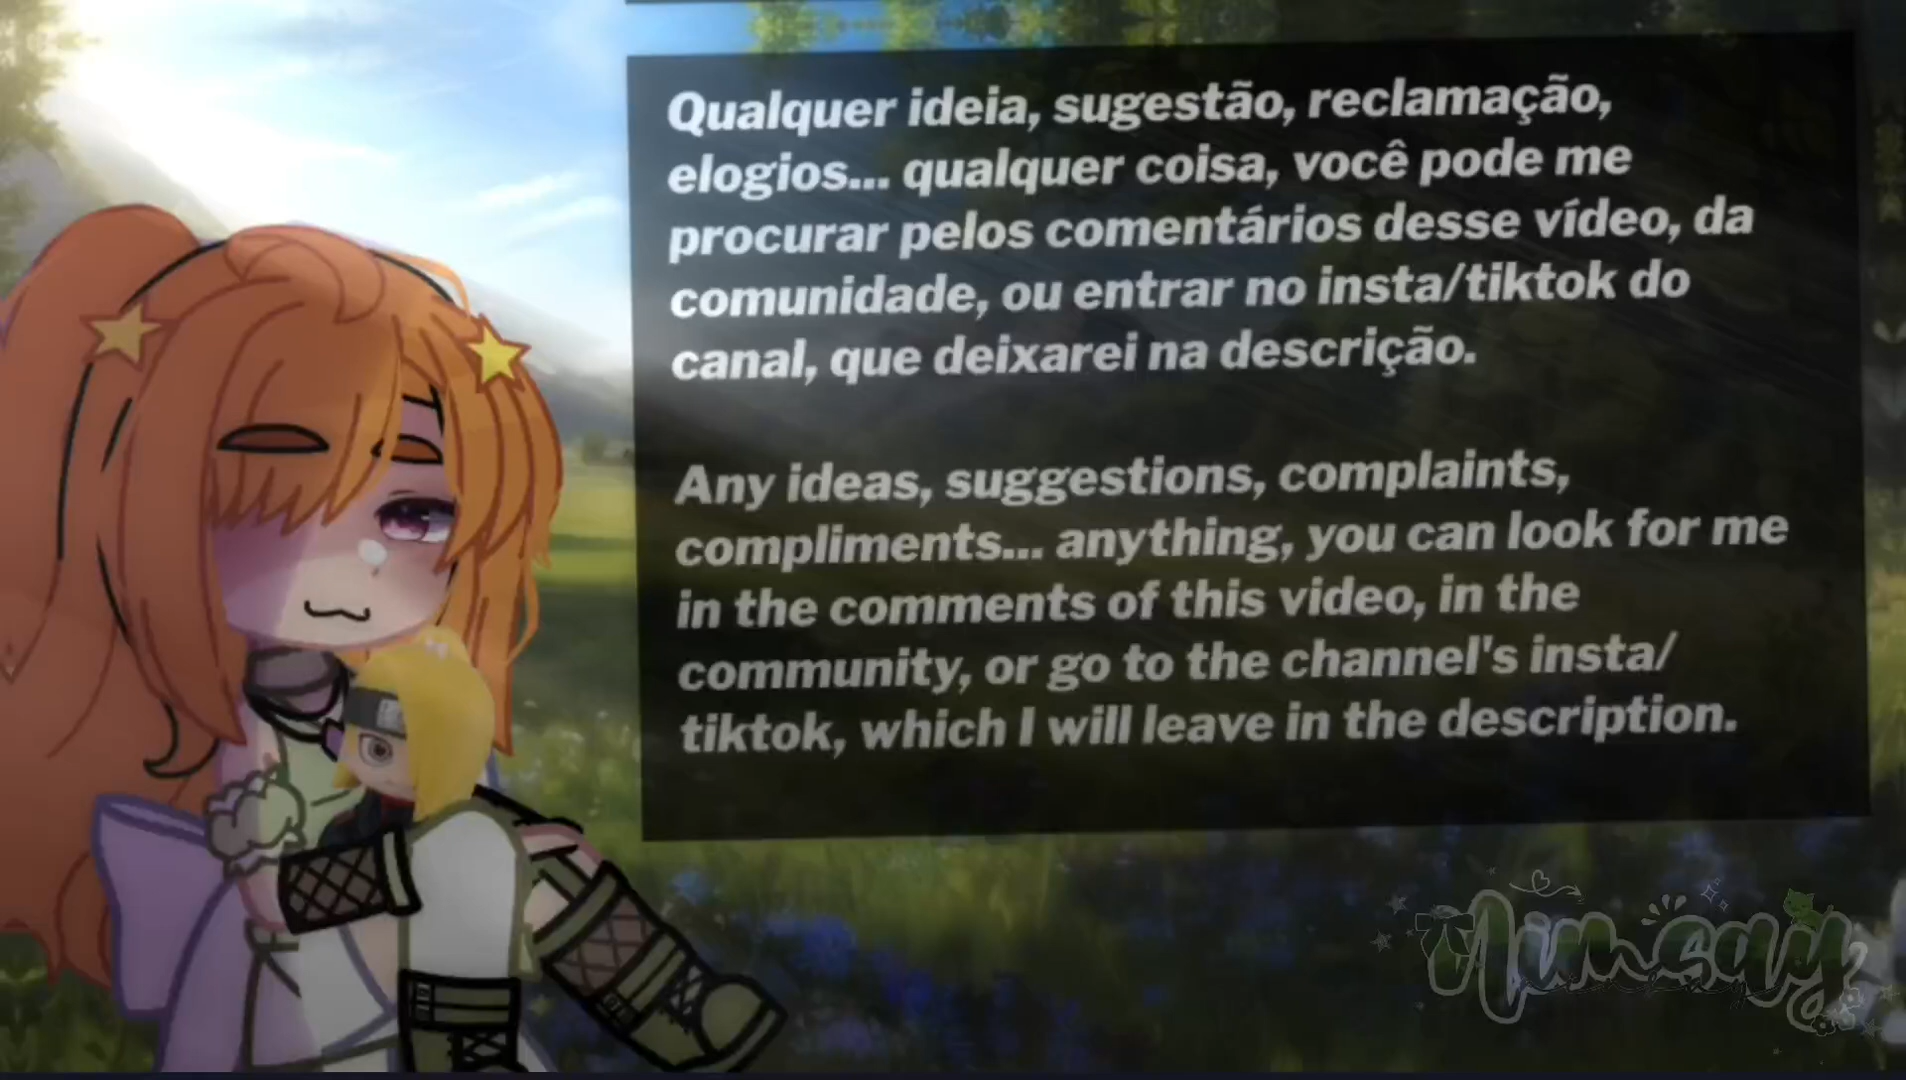 Qualquer ideia, sugestão, reclamação,
elogios... qualquer coisa, você pode me
procurar pelos comentários desse vídeo, da
comunidade, ou entrar no insta/tiktok do
canal, que deixarei na descrição.
Any ideas, suggestions, complaints,
compliments... anything, you can look for me
in the comments of this video, in the
community, or go to the channel's insta/
tiktok, which I will leave in the description.